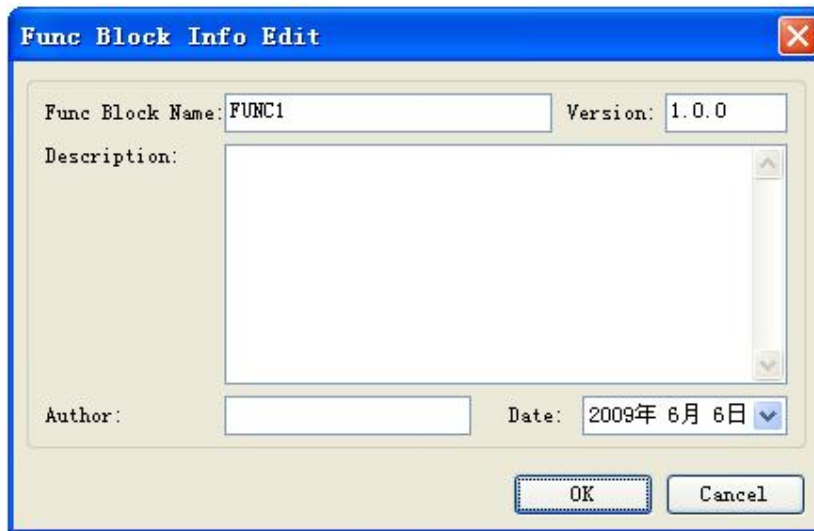 Func Block Info Edit
Func Block Name: FUNC1 Version: 1.0.0
Description:
Author: Date: 2009年 6月 6日
OK Cancel